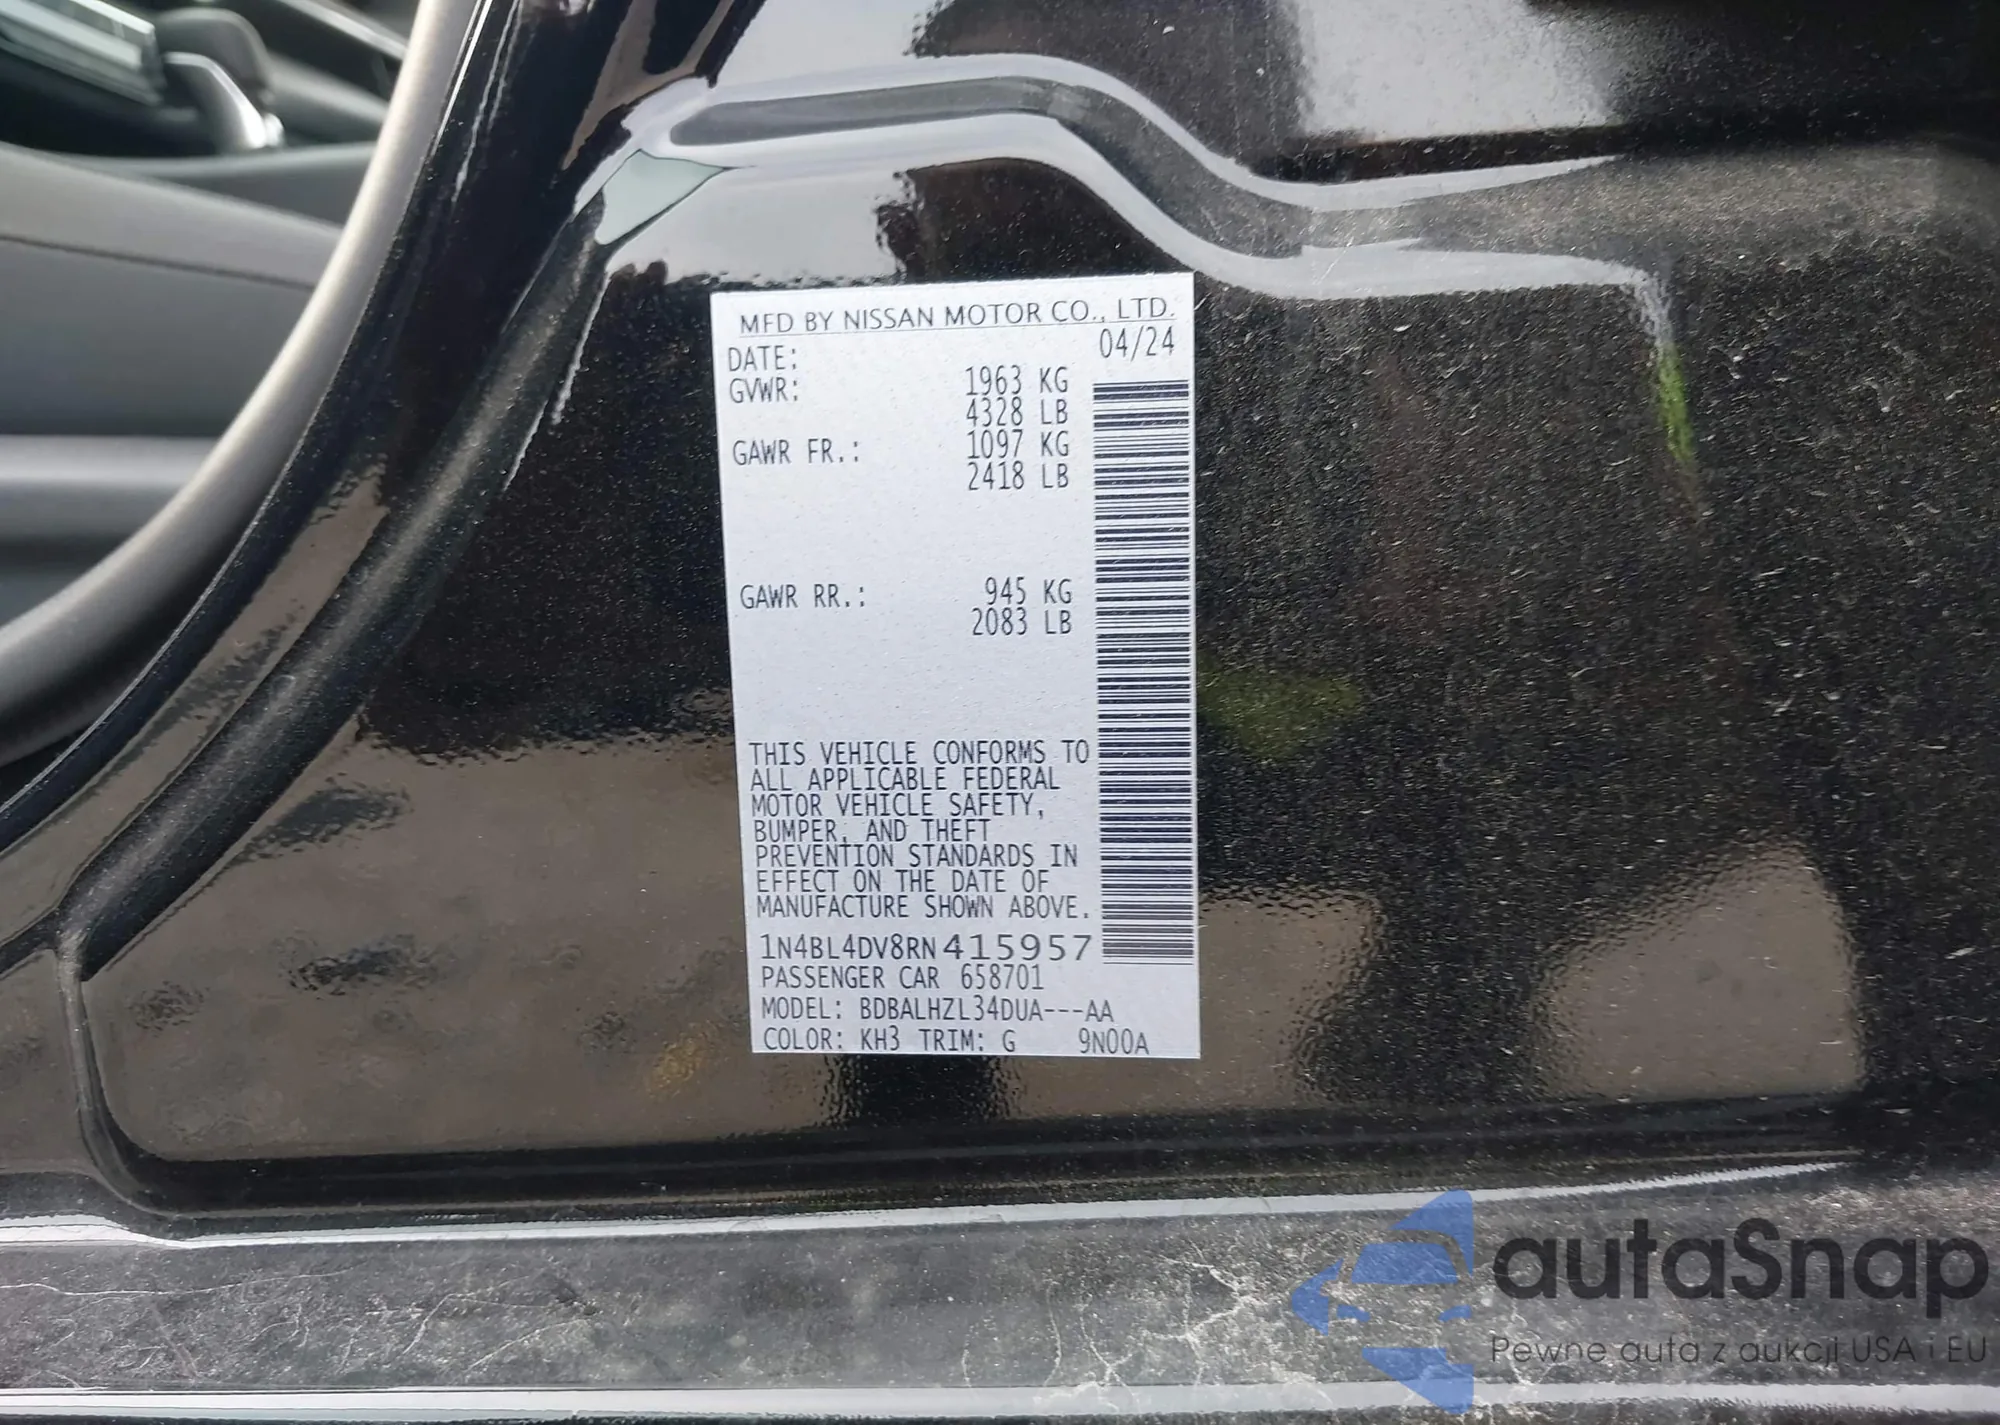 MFD BY NISSAN MOTOR CO., LTD.
DATE: 04/24
GVWR: 1963 KG
4328 LB
GAWR FR.: 1097 KG
2418 LB
GAWR RR.: 945 KG
2083 LB
THIS VEHICLE CONFORMS TO
ALL APPLICABLE FEDERAL
MOTOR VEHICLE SAFETY,
BUMPER, AND THEFT
PREVENTION STANDARDS IN
EFFECT ON THE DATE OF
MANUFACTURE SHOWN ABOVE.
1N4BL4DV8RN415957
PASSENGER CAR 658701
MODEL: BDBALHZL34DUA---AA
COLOR: KH3 TRIM: G 9N00A
autaSnap
Pewne auta z aukcji USA i EU